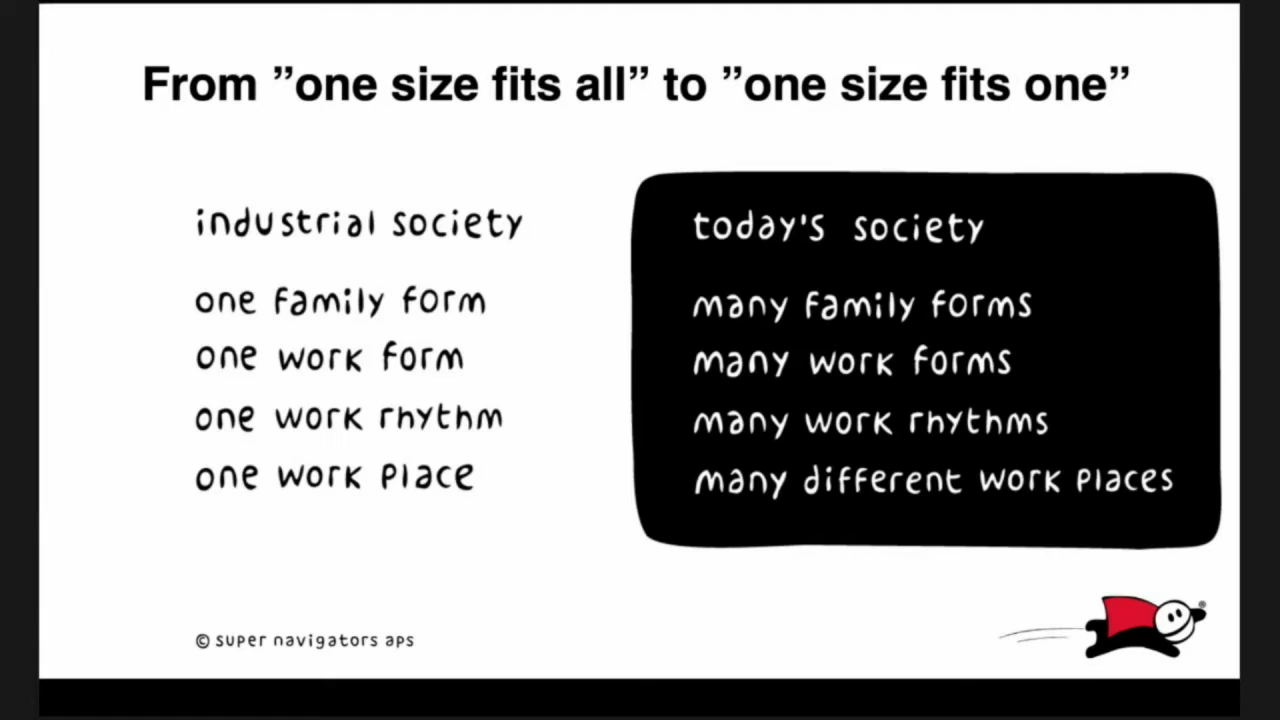 From ”one size fits all” to ”one size fits one”
industrial society
one family form
one work form
one work rhythm
one work place
today's society
many family forms
many work forms
many work rhythms
many different work places
© super navigators aps
®